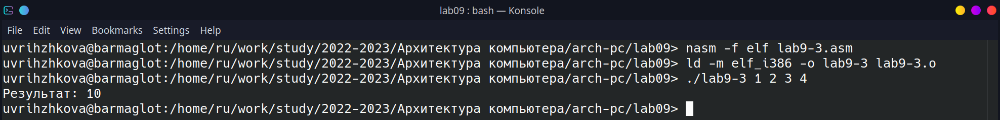 lab09 : bash — Konsole
File Edit View Bookmarks Settings Help
uvrihzhkova@barmaglot:/home/ru/work/study/2022-2023/Архитектура компьютера/arch-pc/lab09> nasm -f elf lab9-3.asm
uvrihzhkova@barmaglot:/home/ru/work/study/2022-2023/Архитектура компьютера/arch-pc/lab09> ld -m elf_i386 -o lab9-3 lab9-3.o
uvrihzhkova@barmaglot:/home/ru/work/study/2022-2023/Архитектура компьютера/arch-pc/lab09> ./lab9-3 1 2 3 4
Результат: 10
uvrihzhkova@barmaglot:/home/ru/work/study/2022-2023/Архитектура компьютера/arch-pc/lab09>